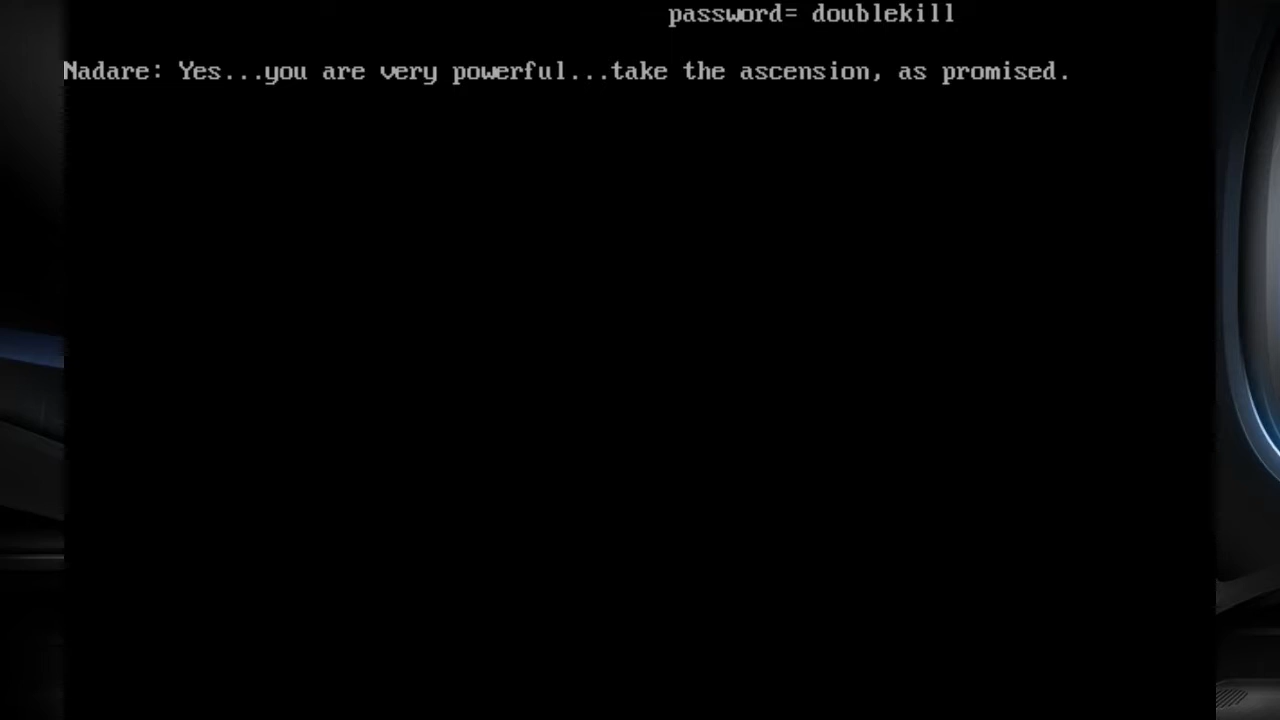 password= doublekill
Nadare: Yes...you are very powerful...take the ascension, as promised.